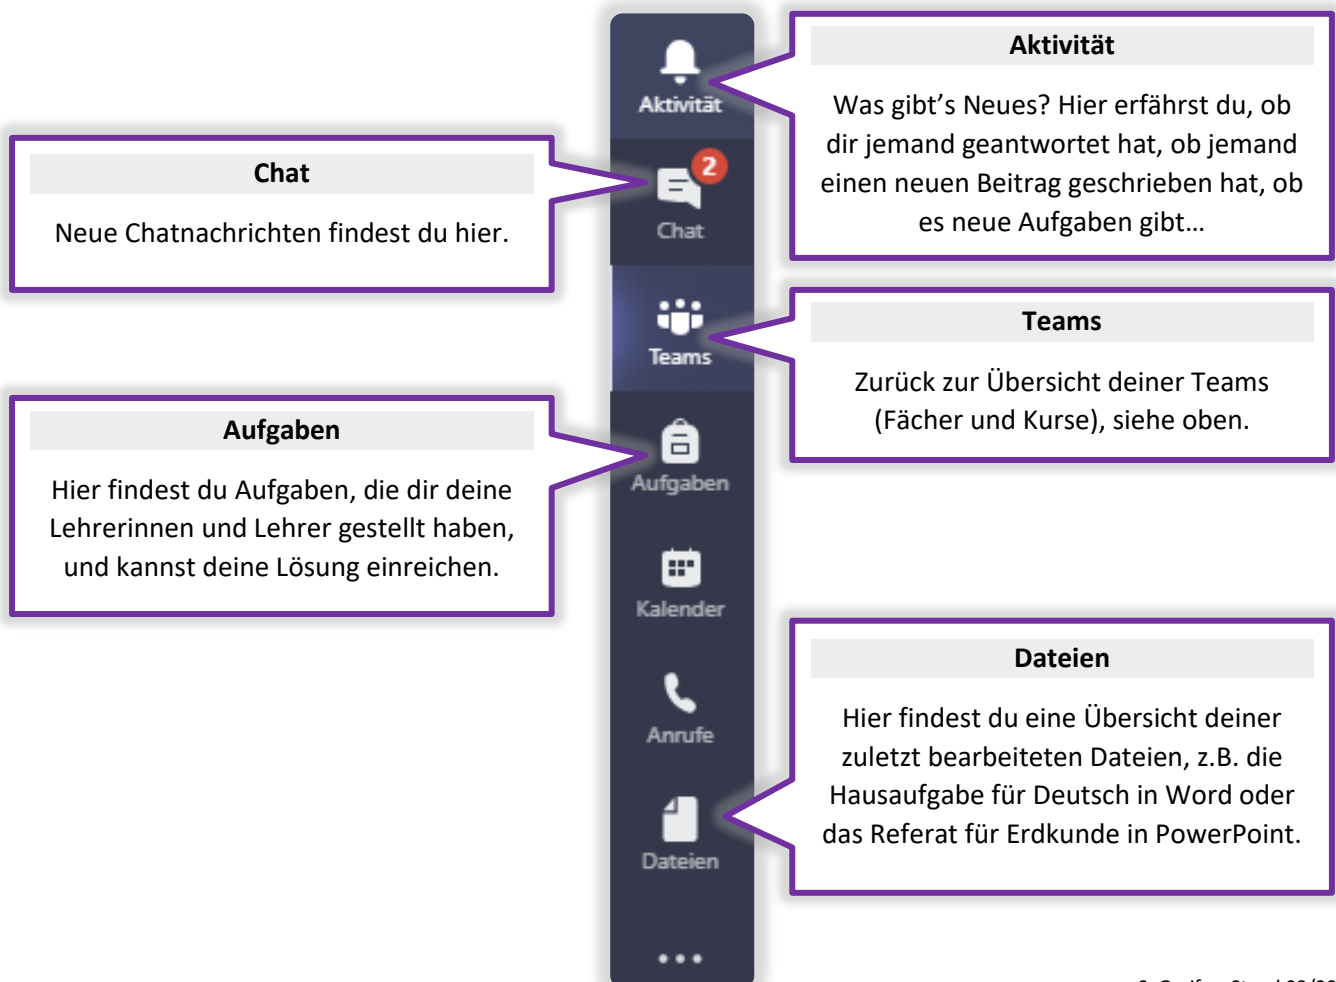 Aktivität
Was gibt’s Neues? Hier erfährst du, ob
dir jemand geantwortet hat, ob jemand
einen neuen Beitrag geschrieben hat, ob
es neue Aufgaben gibt…
Chat
Neue Chatnachrichten findest du hier.
Teams
Zurück zur Übersicht deiner Teams
(Fächer und Kurse), siehe oben.
Aufgaben
Hier findest du Aufgaben, die dir deine
Lehrerinnen und Lehrer gestellt haben,
und kannst deine Lösung einreichen.
Dateien
Hier findest du eine Übersicht deiner
zuletzt bearbeiteten Dateien, z.B. die
Hausaufgabe für Deutsch in Word oder
das Referat für Erdkunde in PowerPoint.
Aktivität
2
Chat
Teams
Aufgaben
Kalender
Anrufe
Dateien